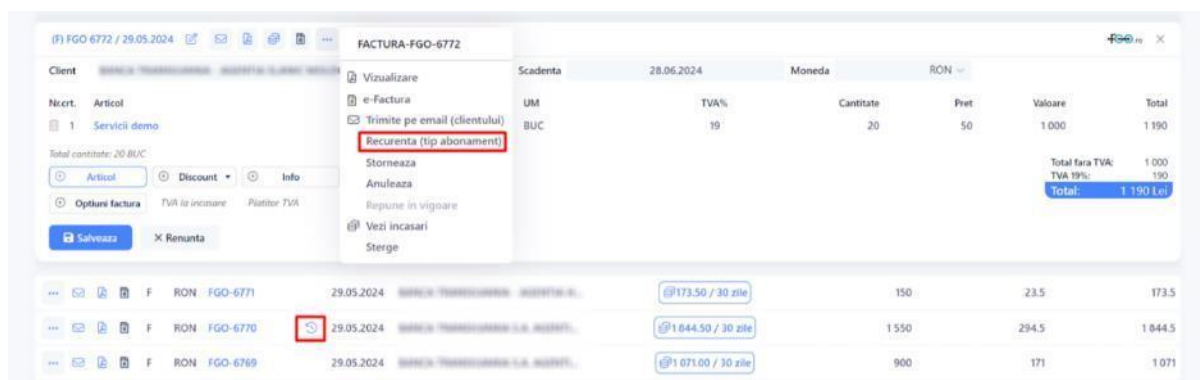 (F) FGO 6772 / 29.05.2024 ... FACTURA-FGO-6772 FGO.ro ×
Client Scadenta 28.06.2024 Moneda RON
Nr.crt. Articol UM TVA% Cantitate Pret Valoare Total
1 Servicii demo BUC 19 20 50 1 000 1 190
Total cantitate: 20 BUC
Articol Discount Info
Optiuni factura TVA la incasare Platitor TVA
Salveaza × Renunta
Vizualizare
e-Factura
Trimite pe email (clientului)
Recurenta (tip abonament)
Storneaza
Anuleaza
Repune in vigoare
Vezi incasari
Sterge
Total fara TVA: 1 000
TVA 19%: 190
Total: 1 190 Lei
... F RON FGO-6771 29.05.2024 173.50 / 30 zile 150 23.5 173.5
... F RON FGO-6770 29.05.2024 1 844.50 / 30 zile 1 550 294.5 1 844.5
... F RON FGO-6769 29.05.2024 1 071.00 / 30 zile 900 171 1 071